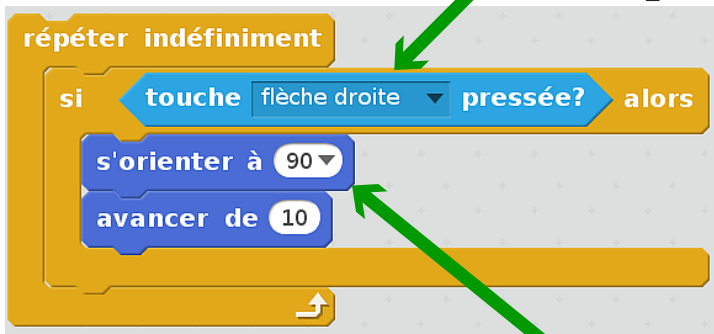 répéter indéfiniment
si touche flèche droite pressée? alors
s'orienter à 90
avancer de 10